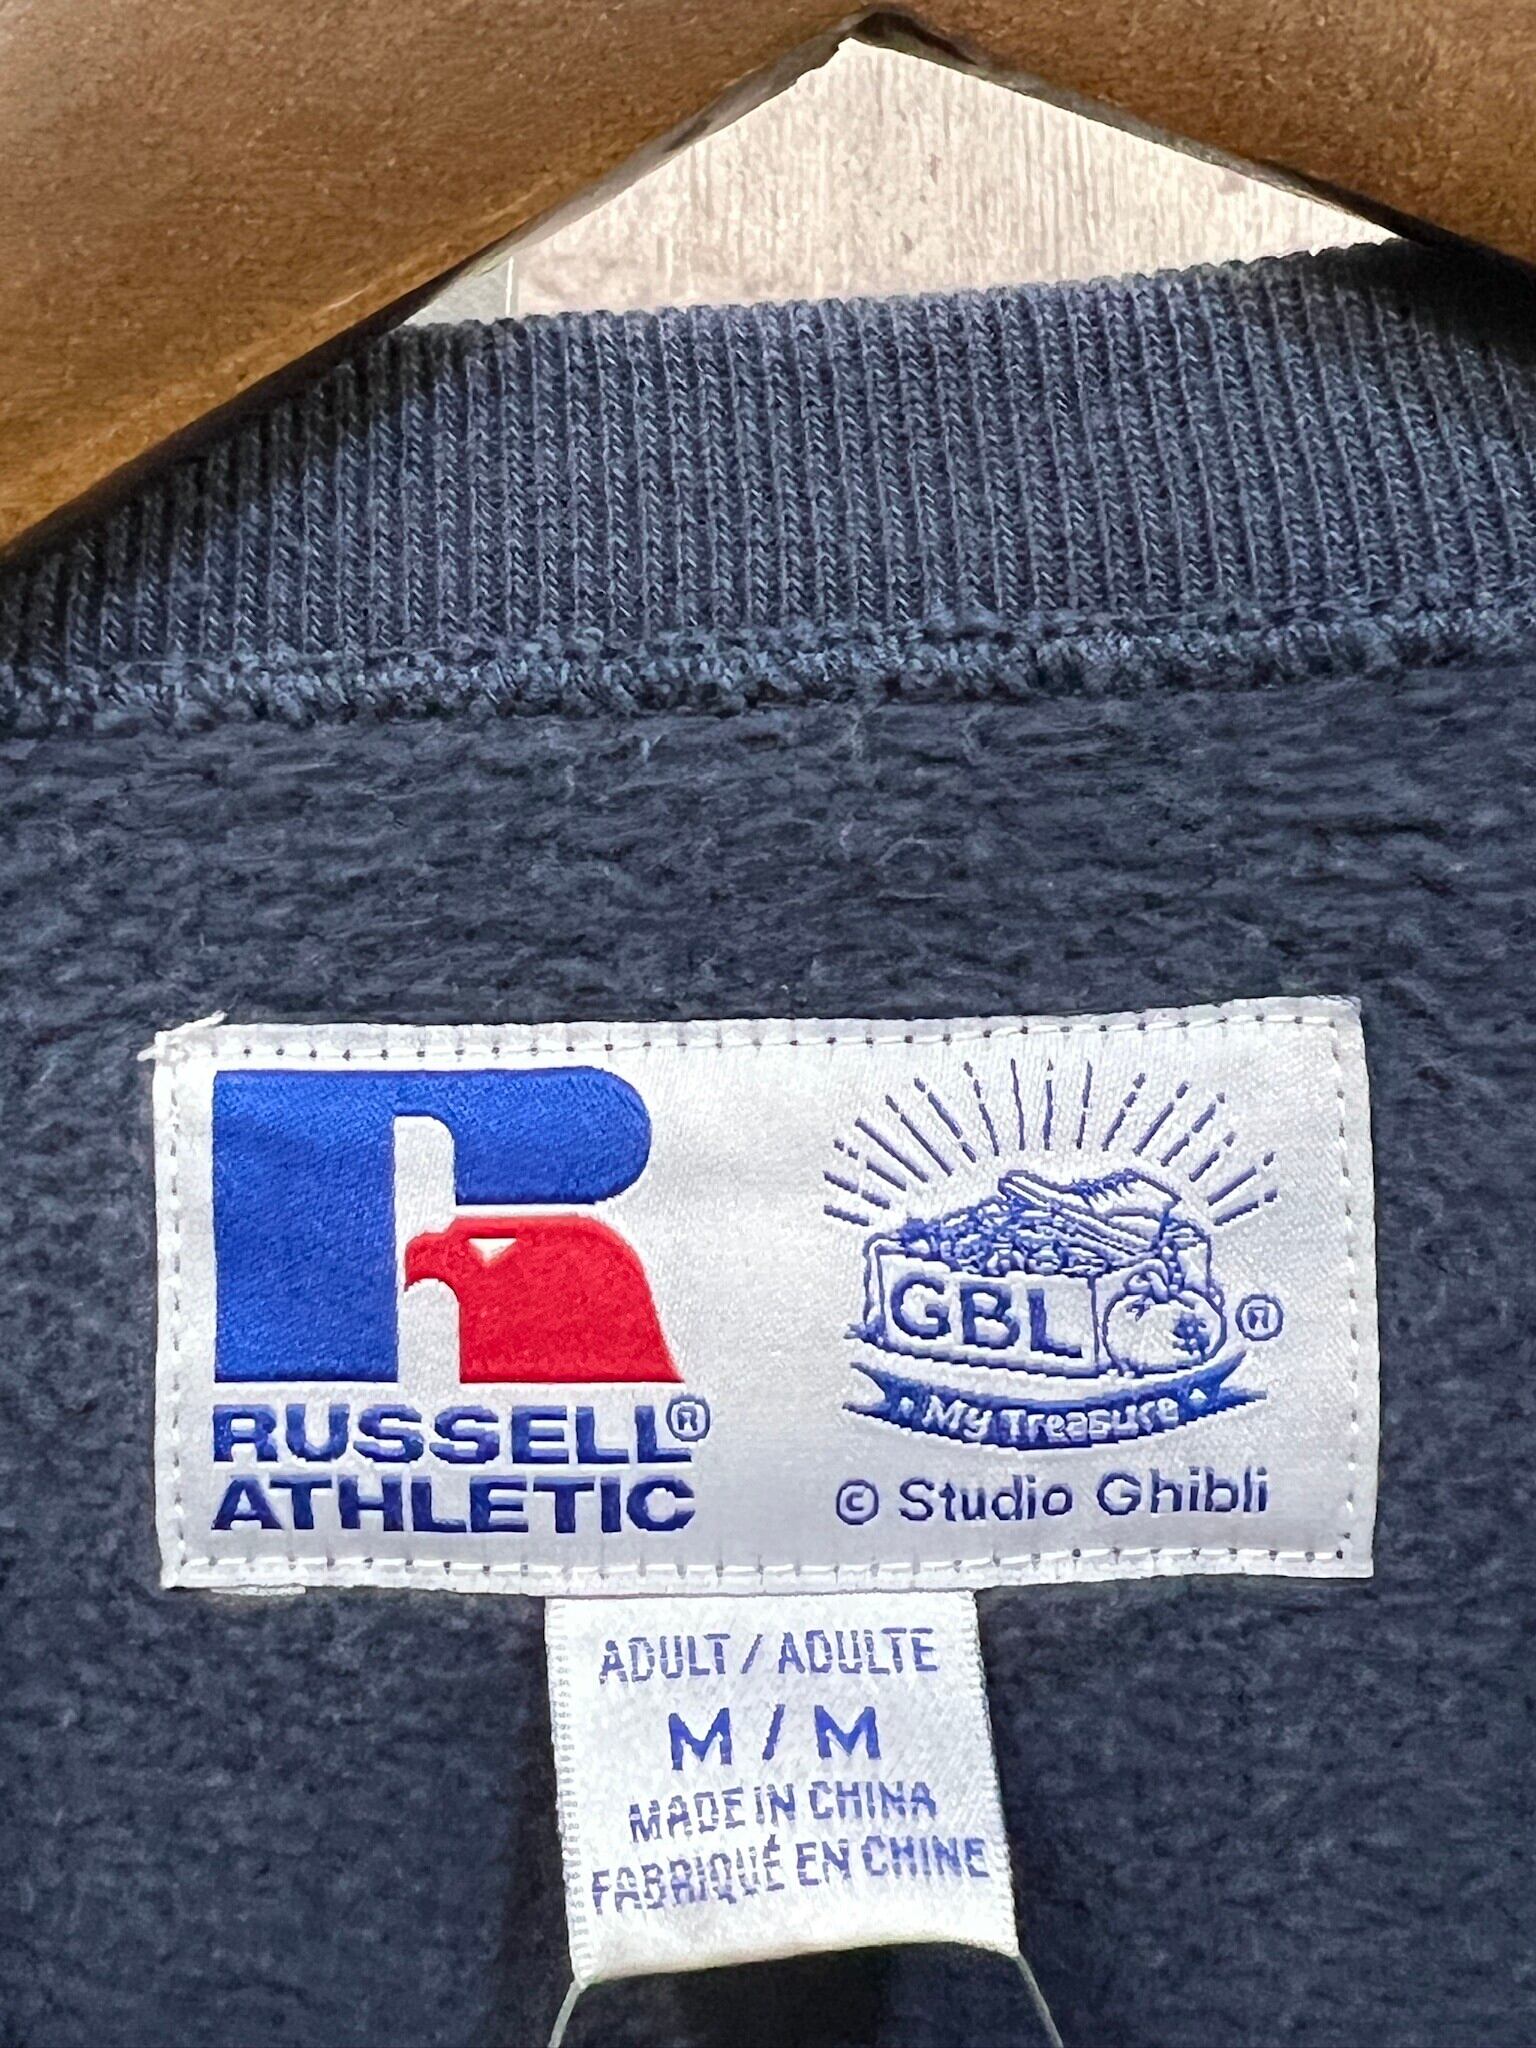 RUSSELL®
ATHLETIC
GBL
$
®
My Treasure
© Studio Ghibli
ADULT / ADULTE
M / M
MADE IN CHINA
FABRIQUÉ EN CHINE